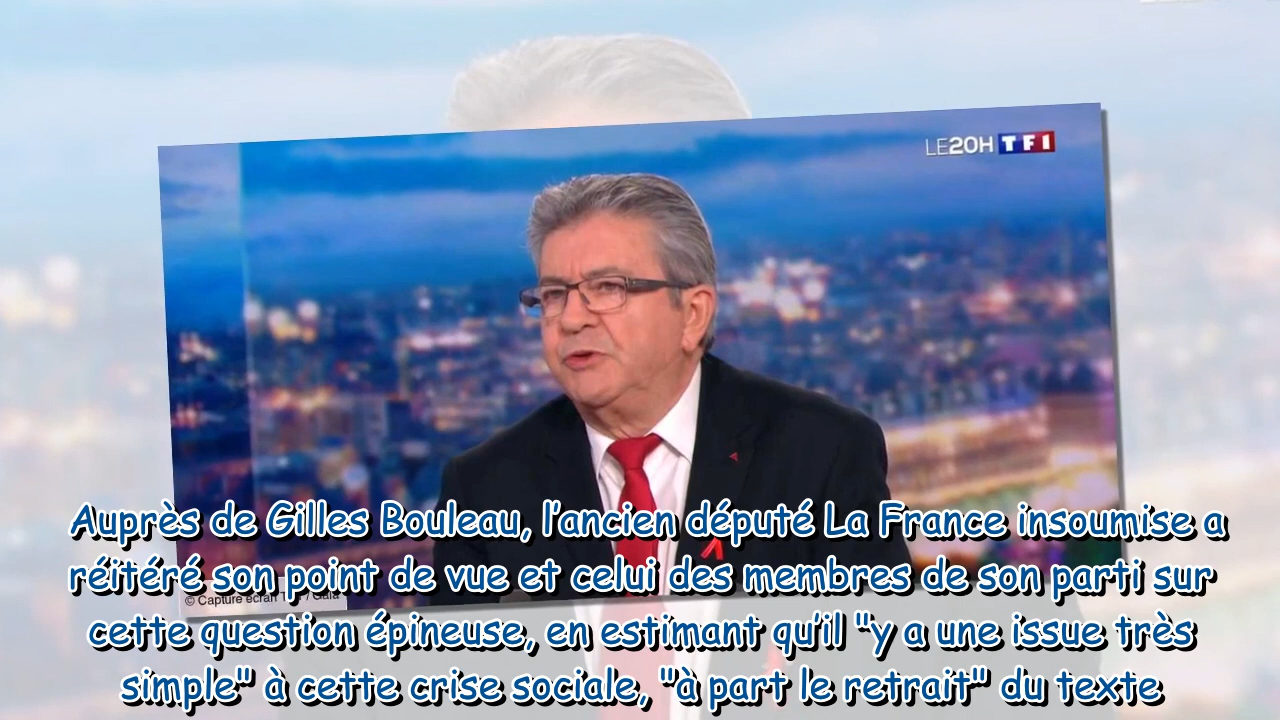 LE20H TF1
Auprès de Gilles Bouleau, l’ancien député La France insoumise a
réitéré son point de vue et celui des membres de son parti sur
© Capture écran
cette question épineuse, en estimant qu’il "y a une issue très
simple" à cette crise sociale, "à part le retrait" du texte